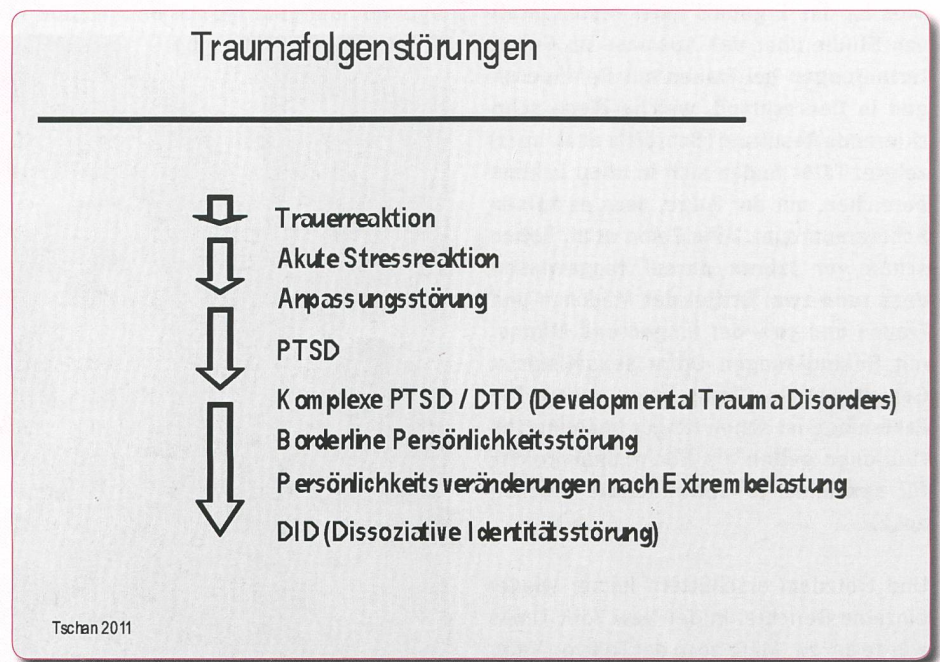 Traumafolgenstörungen
Trauerreaktion
Akute Stressreaktion
Anpassungsstörung
PTSD
Komplexe PTSD / DTD (Developmental Trauma Disorders)
Borderline Persönlichkeitsstörung
Persönlichkeitsveränderungen nach Extrembelastung
DID (Dissoziative Identitätsstörung)
Tschan 2011